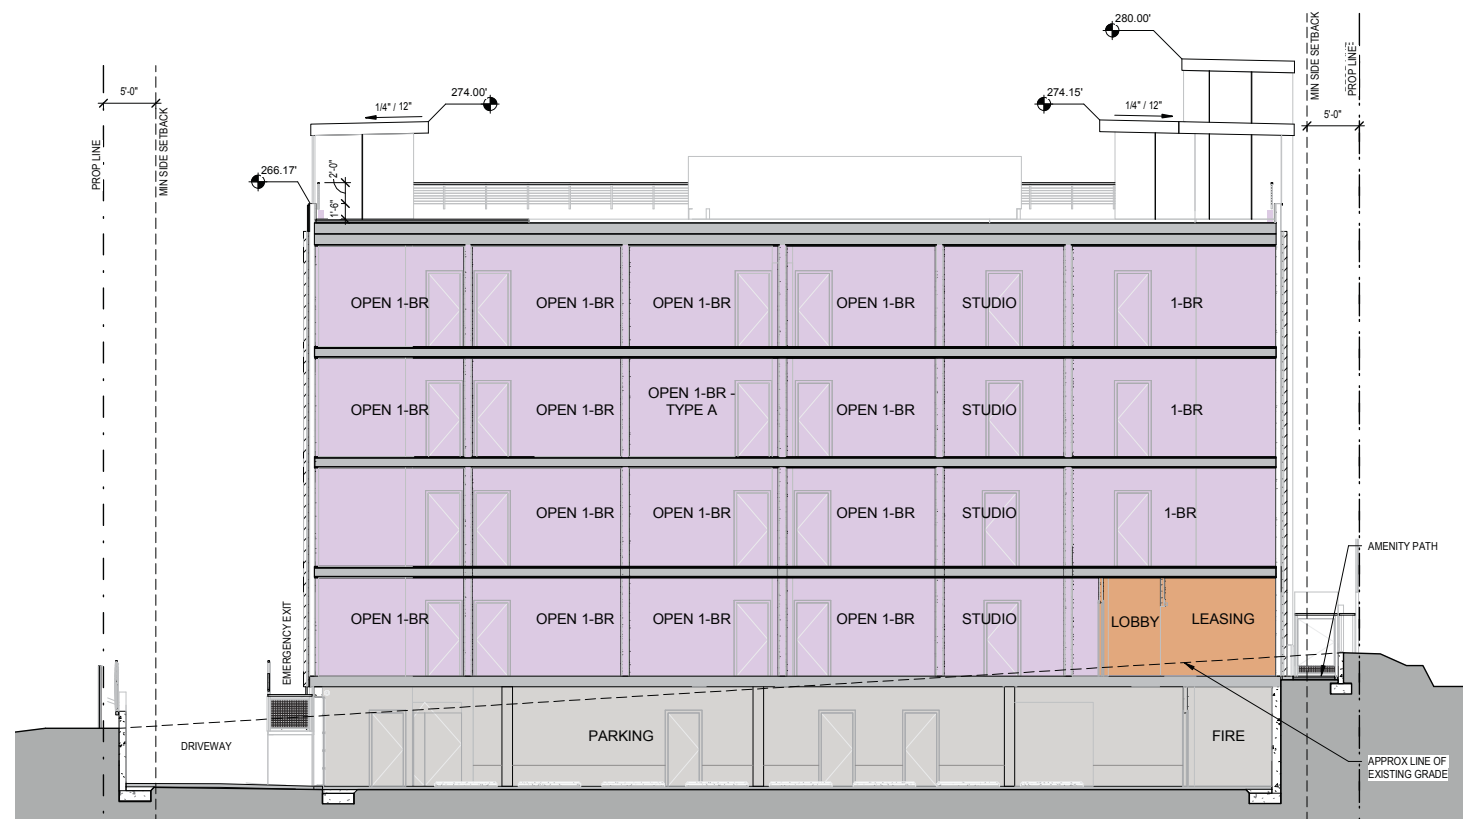 280.00'
MIN SIDE SETBACK
PROP LINE
5'-0"
274.00'
1/4" / 12"
274.15'
1/4" / 12"
5'-0"
PROP LINE
MIN SIDE SETBACK
266.17'
2'-0"
1'-6"
OPEN 1-BR
OPEN 1-BR
OPEN 1-BR
OPEN 1-BR
STUDIO
1-BR
OPEN 1-BR
OPEN 1-BR
OPEN 1-BR -
TYPE A
OPEN 1-BR
STUDIO
1-BR
OPEN 1-BR
OPEN 1-BR
OPEN 1-BR
STUDIO
1-BR
AMENITY PATH
EMERGENCY EXIT
OPEN 1-BR
OPEN 1-BR
OPEN 1-BR
OPEN 1-BR
STUDIO
LOBBY
LEASING
DRIVEWAY
PARKING
FIRE
APPROX LINE OF
EXISTING GRADE